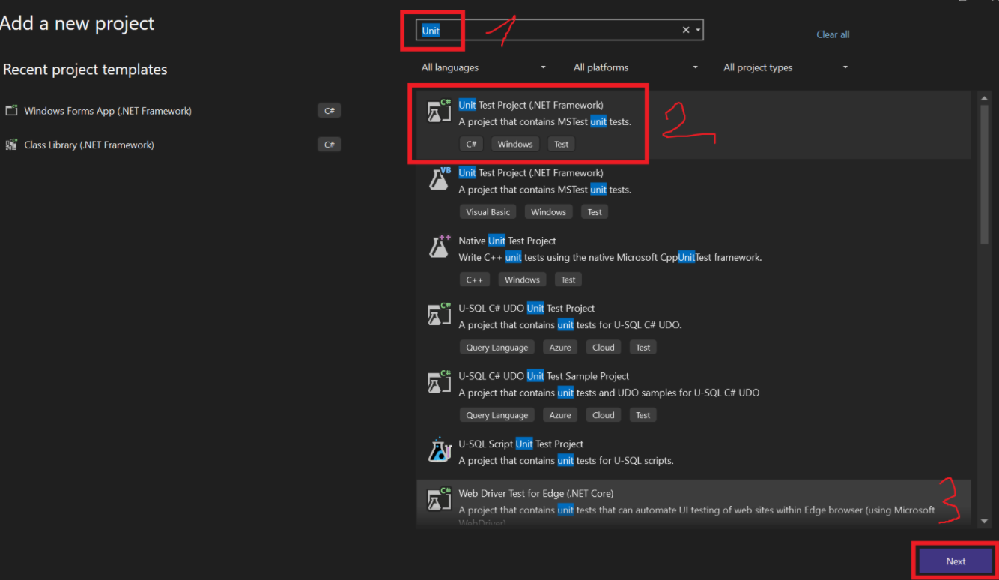 Add a new project
Unit
1
Clear all
Recent project templates
All languages
All platforms
All project types
Windows Forms App (.NET Framework)
C#
Class Library (.NET Framework)
C#
C#
Unit Test Project (.NET Framework)
A project that contains MSTest unit tests.
C#
Windows
Test
2
VB
Unit Test Project (.NET Framework)
A project that contains MSTest unit tests.
Visual Basic
Windows
Test
++
Native Unit Test Project
Write C++ unit tests using the native Microsoft CppUnitTest framework.
C++
Windows
Test
C#
U-SQL C# UDO Unit Test Project
A project that contains unit tests for U-SQL C# UDO.
Query Language
Azure
Cloud
Test
C#
U-SQL C# UDO Unit Test Sample Project
A project that contains unit tests and UDO samples for U-SQL C# UDO
Query Language
Azure
Cloud
Test
U-SQL Script Unit Test Project
A project that contains unit tests for U-SQL scripts.
C#
Web Driver Test for Edge (.NET Core)
A project that contains unit tests that can automate UI testing of web sites within Edge browser (using Microsoft
WebDriver)
3
Next